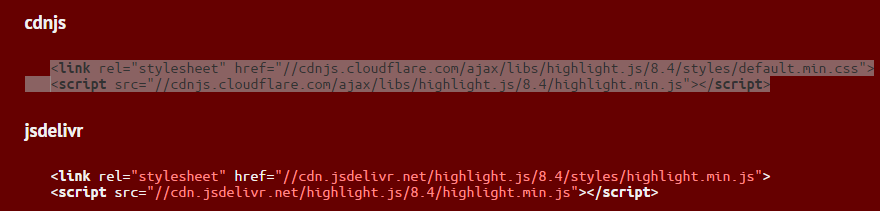 cdnjs
<link rel="stylesheet" href="//cdnjs.cloudflare.com/ajax/libs/highlight.js/8.4/styles/default.min.css">
<script src="//cdnjs.cloudflare.com/ajax/libs/highlight.js/8.4/highlight.min.js"></script>
jsdelivr
<link rel="stylesheet" href="//cdn.jsdelivr.net/highlight.js/8.4/styles/highlight.min.js">
<script src="//cdn.jsdelivr.net/highlight.js/8.4/highlight.min.js"></script>